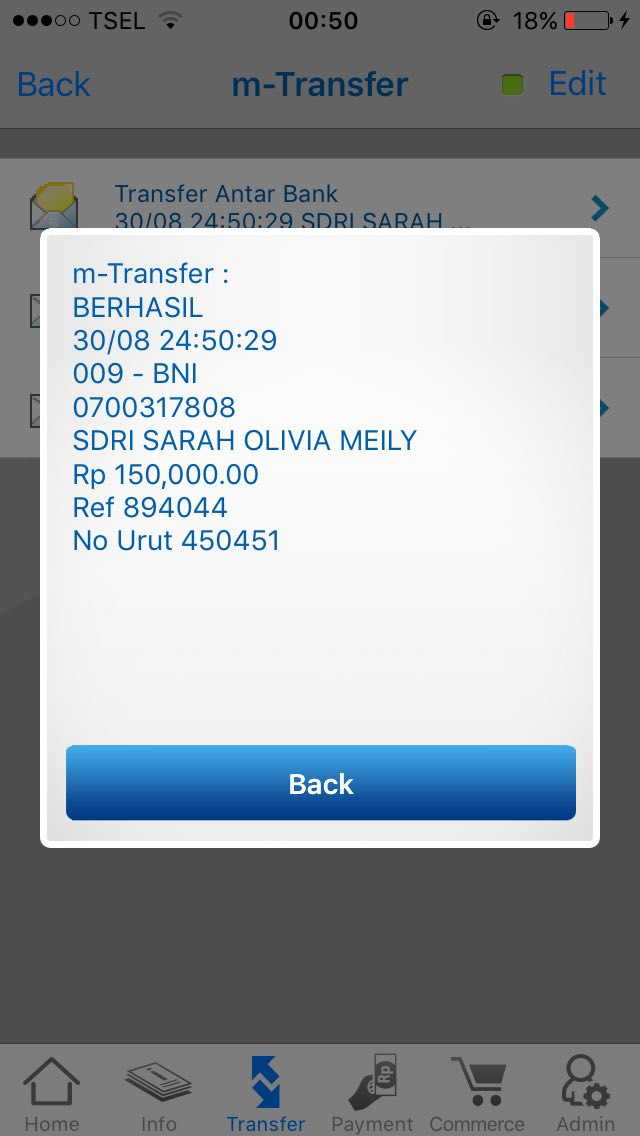 TSEL 00:50 18%
Back m-Transfer Edit
Transfer Antar Bank
30/08 24:50:29 SDRI SARAH ...
m-Transfer :
BERHASIL
30/08 24:50:29
009 - BNI
0700317808
SDRI SARAH OLIVIA MEILY
Rp 150,000.00
Ref 894044
No Urut 450451
Back
Rp
Home Info Transfer Payment Commerce Admin